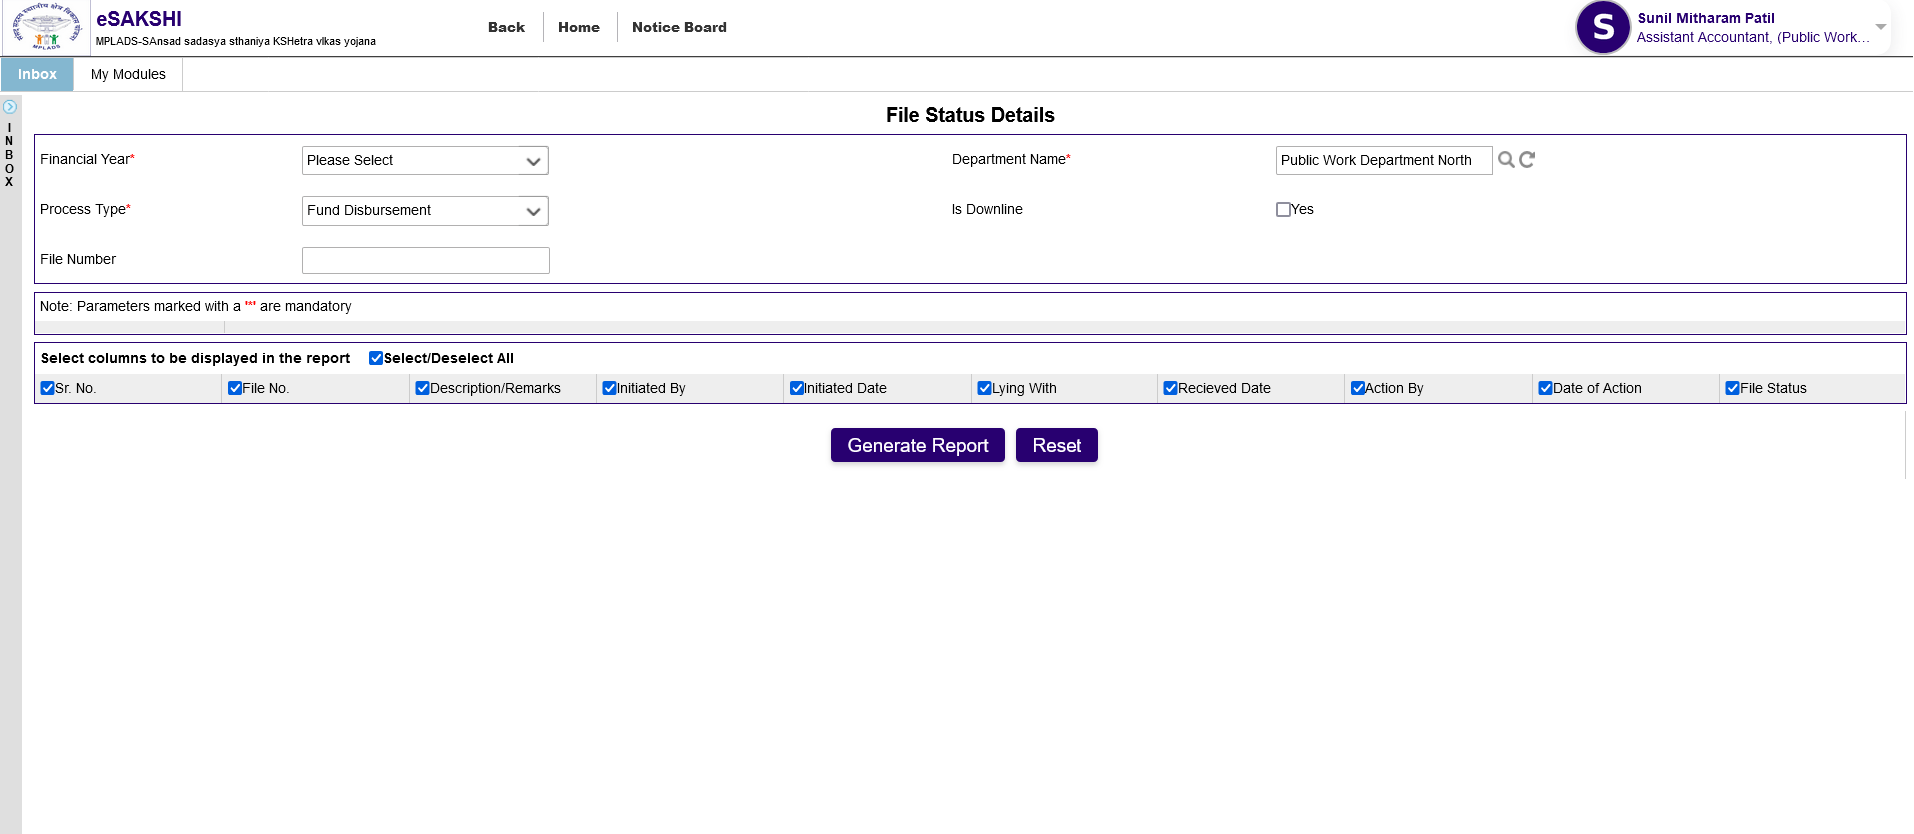 eSAKSHI
MPLADS-SAnsad sadasya sthaniya KSHetra vIkas yojana
MPLADS
Back
Home
Notice Board
S
Sunil Mitharam Patil
Assistant Accountant, (Public Work...
Inbox
My Modules
INBOX
File Status Details
Financial Year*
Please Select
Department Name*
Public Work Department North
Process Type*
Fund Disbursement
Is Downline
Yes
File Number
Note: Parameters marked with a '*' are mandatory
Select columns to be displayed in the report
Select/Deselect All
Sr. No.
File No.
Description/Remarks
Initiated By
Initiated Date
Lying With
Recieved Date
Action By
Date of Action
File Status
Generate Report
Reset